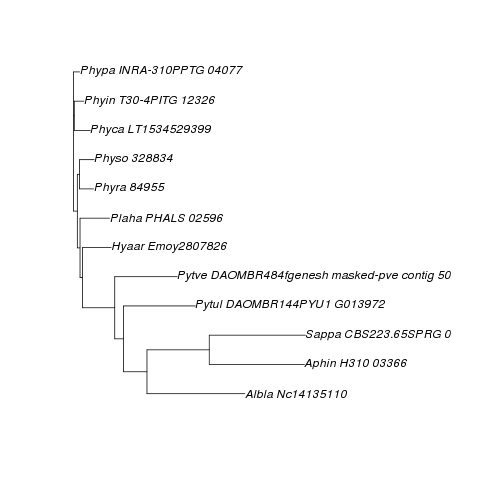 Phypa INRA-310PPTG 04077
Phyin T30-4PITG 12326
Phyca LT1534529399
Physo 328834
Phyra 84955
Plaha PHALS 02596
Hyaar Emoy2807826
Pytve DAOMBR484fgenesh masked-pve contig 50
Pytul DAOMBR144PYU1 G013972
Sappa CBS223.65SPRG 0
Aphin H310 03366
Albla Nc14135110